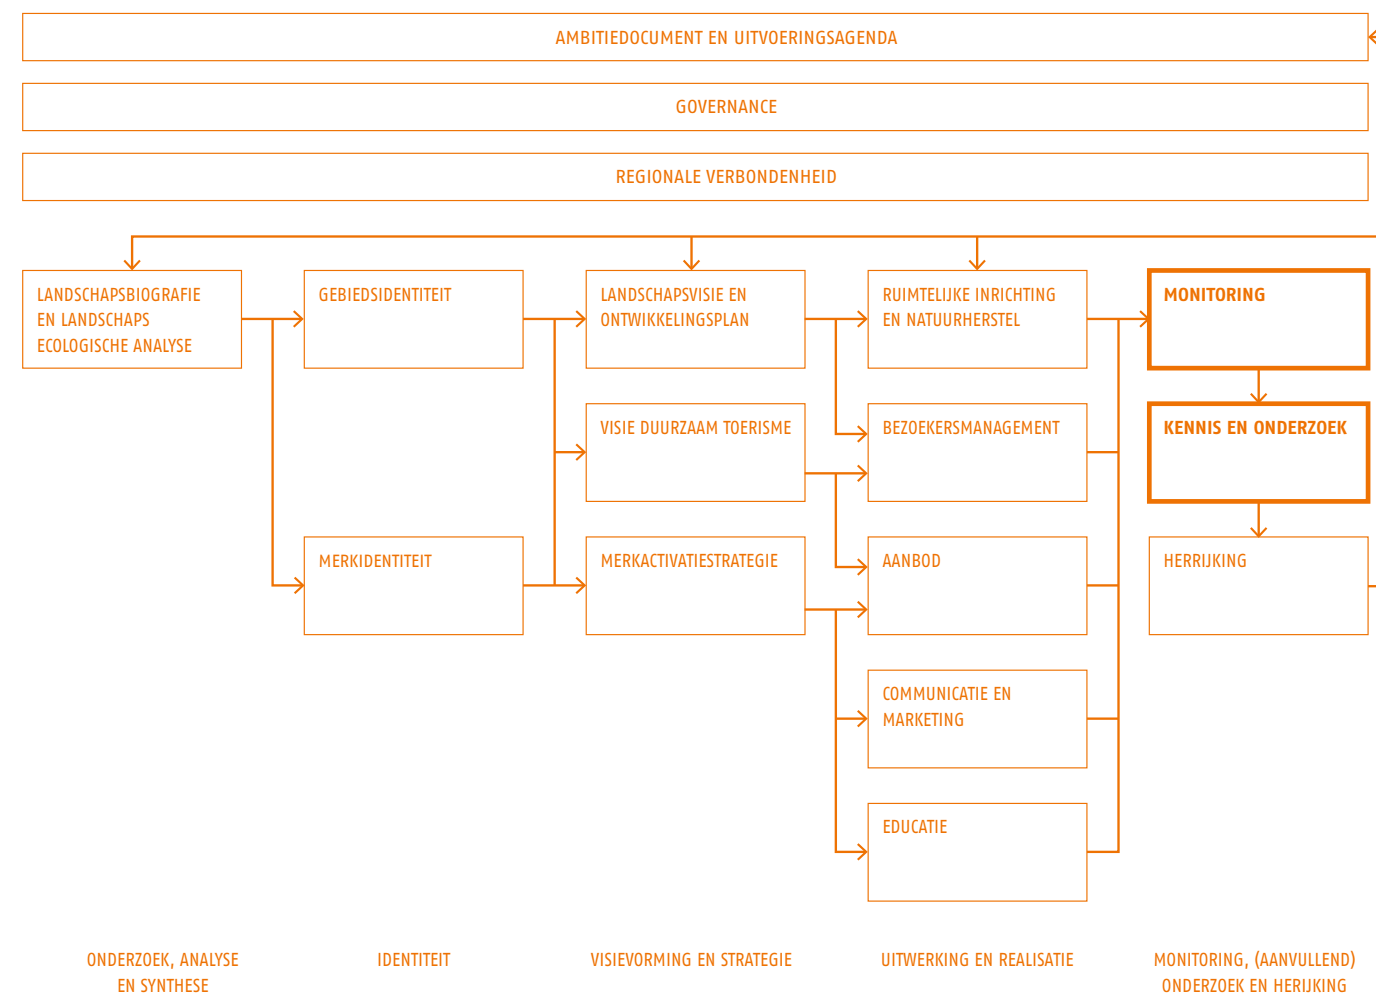 AMBITIEDOCUMENT EN UITVOERINGSAGENDA
GOVERNANCE
REGIONALE VERBONDENHEID
LANDSCHAPSBIOGRAFIE
EN LANDSCHAPS
ECOLOGISCHE ANALYSE
GEBIEDSIDENTITEIT
LANDSCHAPSVISIE EN
ONTWIKKELINGSPLAN
RUIMTELIJKE INRICHTING
EN NATUURHERSTEL
MONITORING
VISIE DUURZAAM TOERISME
BEZOEKERSMANAGEMENT
KENNIS EN ONDERZOEK
MERKIDENTITEIT
MERKACTIVATIESTRATEGIE
AANBOD
HERRIJKING
COMMUNICATIE EN
MARKETING
EDUCATIE
ONDERZOEK, ANALYSE
EN SYNTHESE
IDENTITEIT
VISIEVORMING EN STRATEGIE
UITWERKING EN REALISATIE
MONITORING, (AANVULLEND)
ONDERZOEK EN HERIJKING